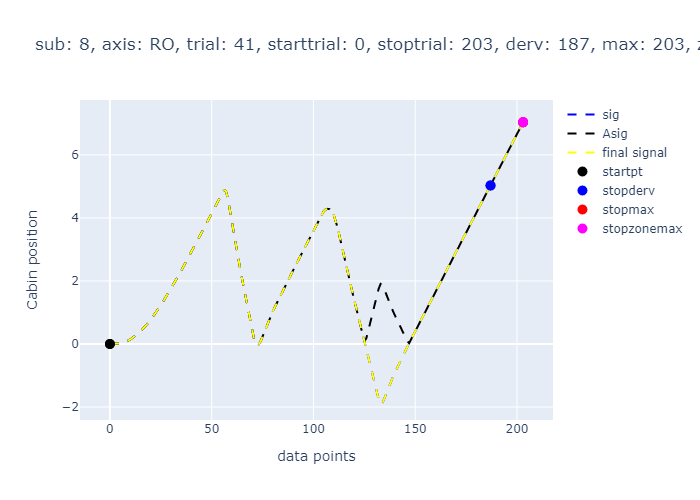 sub: 8, axis: RO, trial: 41, starttrial: 0, stoptrial: 203, derv: 187, max: 203,
sig
Asig
final signal
startpt
stopderv
stopmax
stopzonemax
Cabin position
6
4
2
0
−2
0
50
100
150
200
data points